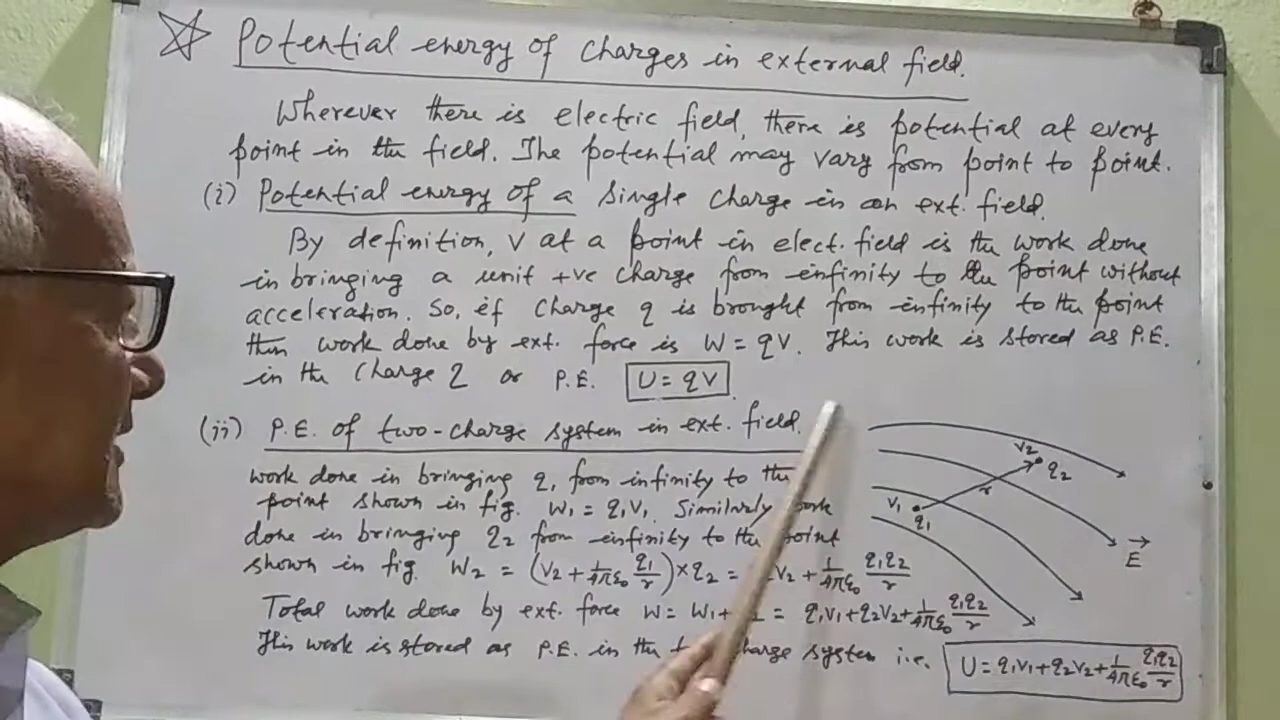 Potential energy of charges in external field.
Wherever there is electric field, there is potential at every
point in the field. The potential may vary from point to point.
(i) Potential energy of a single charge in an ext. field.
By definition, V at a point in elect. field is the work done
in bringing a unit +ve charge from infinity to the point without
acceleration. So, if charge q is brought from infinity to the point
then work done by ext. force is W = qV. This work is stored as P.E.
in the charge q or P.E. U = qV
(ii) P.E. of two-charge system in ext. field.
work done in bringing q₁ from infinity to the
point shown in fig. W₁ = q₁V₁. Similarly work
done in bringing q₂ from infinity to the point
shown in fig. W₂ = (V₂ + 1/4πε₀ q₁/r) × q₂ = V₂ + 1/4πε₀ q₁q₂/r
Total work done by ext. force W = W₁ + = q₁V₁ + q₂V₂ + 1/4πε₀ q₁q₂/r
This work is stored as P.E. in the charge system i.e. U = q₁V₁ + q₂V₂ + 1/4πε₀ q₁q₂/r
V₂ q₂
r
V₁ q₁
E⃗